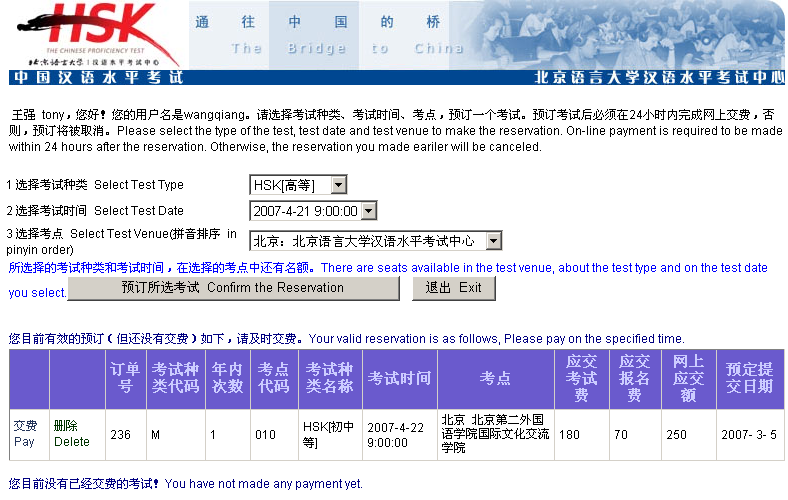 HSK
THE CHINESE PROFICIENCY TEST
北京语言大学 | 汉语水平考试中心
通 往 中 国 的 桥
The Bridge to China
中国汉语水平考试
北京语言大学汉语水平考试中心
王强 tony，您好！您的用户名是wangqiang。请选择考试种类、考试时间、考点，预订一个考试。预订考试后必须在24小时内完成网上交费，否
则，预订将被取消。Please select the type of the test, test date and test venue to make the reservation. On-line payment is required to be made
within 24 hours after the reservation. Otherwise, the reservation you made eariler will be canceled.
1 选择考试种类 Select Test Type
HSK[高等]
2 选择考试时间 Select Test Date
2007-4-21 9:00:00
3 选择考点 Select Test Venue(拼音排序 in
pinyin order)
北京：北京语言大学汉语水平考试中心
所选择的考试种类和考试时间，在选择的考点中还有名额。There are seats available in the test venue, about the test type and on the test date
you select.
预订所选考试 Confirm the Reservation
退出 Exit
您目前有效的预订（但还没有交费）如下，请及时交费。Your valid reservation is as follows, Please pay on the specified time.
订单
号
考试种
类代码
年内
次数
考点
代码
考试种
类名称
考试时间
考点
应交
考试
费
应交
报名
费
网上
应交
额
预定提
交日期
交费
Pay
删除
Delete
236
M
1
010
HSK[初中
等]
2007-4-22
9:00:00
北京 北京第二外国
语学院国际文化交流
学院
180
70
250
2007- 3- 5
您目前没有已经交费的考试！You have not made any payment yet.